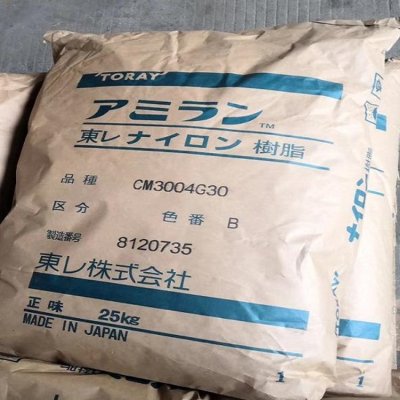 TORAY
アミラン™
東レ ナイロン 樹脂
品種 CM3004G30
区分 色番 B
製造番号 8120735
東レ株式会社
正味 25kg
MADE IN JAPAN
1
1